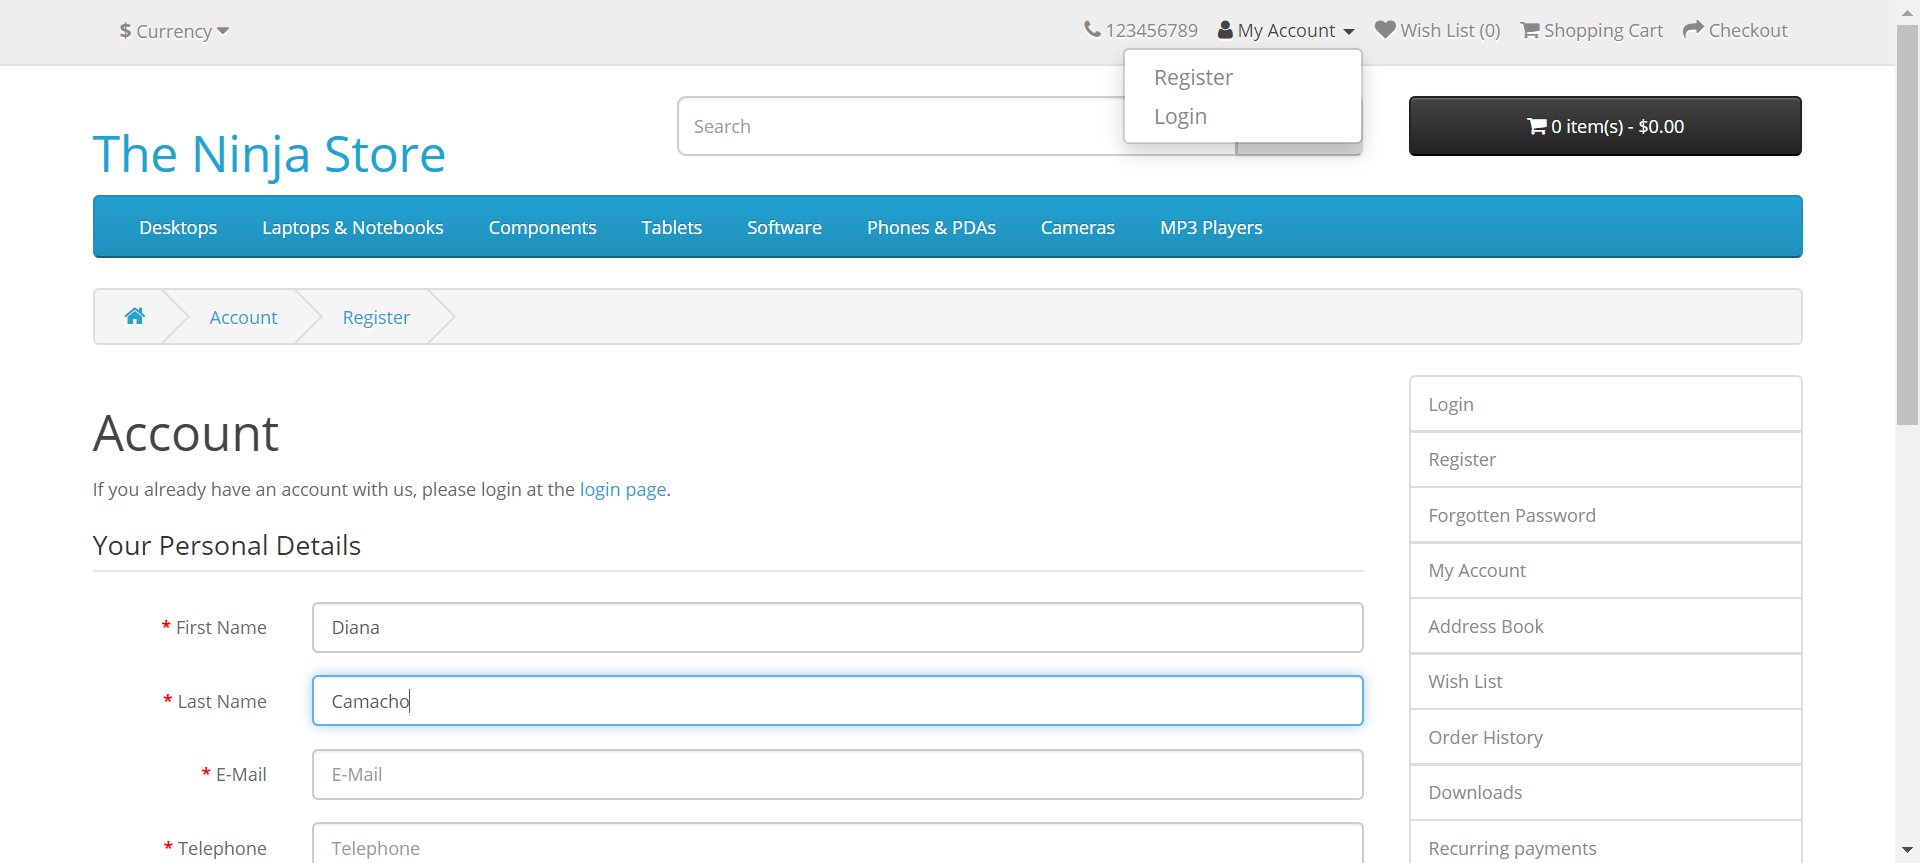 $ Currency
123456789 My Account Wish List (0) Shopping Cart Checkout
Register
Login
The Ninja Store
Search
0 item(s) - $0.00
Desktops Laptops & Notebooks Components Tablets Software Phones & PDAs Cameras MP3 Players
Account Register
Account
If you already have an account with us, please login at the login page.
Your Personal Details
* First Name Diana
* Last Name Camacho
* E-Mail E-Mail
* Telephone Telephone
Login
Register
Forgotten Password
My Account
Address Book
Wish List
Order History
Downloads
Recurring payments